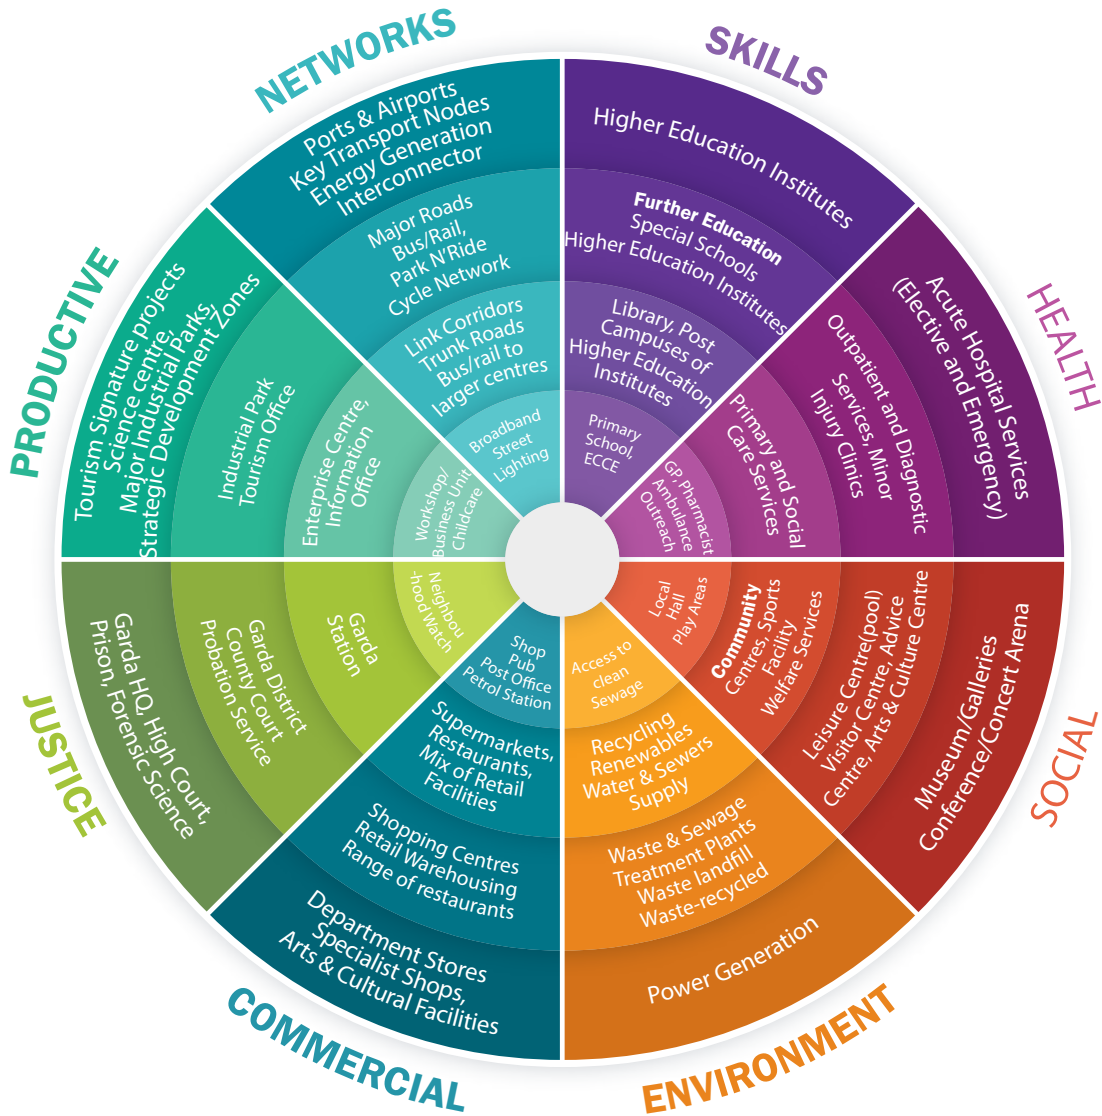 NETWORKS
Ports & Airports
Key Transport Nodes
Energy Generation
Interconnector
Major Roads
Bus/Rail,
Park N'Ride
Cycle Network
Link Corridors
Trunk Roads
Bus/rail to
larger centres
Broadband
Street
Lighting
SKILLS
Higher Education Institutes
Further Education
Special Schools
Higher Education Institutes
Library, Post
Campuses of
Higher Education
Institutes
Primary
School,
ECCE
HEALTH
Acute Hospital Services
(Elective and Emergency)
Outpatient and Diagnostic
Services, Minor
Injury Clinics
Primary and Social
Care Services
GP, Pharmacist
Ambulance
Outreach
SOCIAL
Museum/Galleries
Conference/Concert Arena
Leisure Centre(pool)
Visitor Centre, Advice
Centre, Arts & Culture Centre
Community
Centres, Sports
Facility
Welfare Services
Local
Hall
Play Areas
ENVIRONMENT
Access to
clean
Sewage
Recycling
Renewables
Water & Sewers
Supply
Waste & Sewage
Treatment Plants
Waste landfill
Waste-recycled
Power Generation
COMMERCIAL
Shop
Pub
Post Office
Petrol Station
Supermarkets,
Restaurants,
Mix of Retail
Facilities
Shopping Centres
Retail Warehousing
Range of restaurants
Department Stores
Specialist Shops,
Arts & Cultural Facilities
JUSTICE
Garda HQ, High Court,
Prison, Forensic Science
Garda District
County Court
Probation Service
Garda
Station
Neighbou
-hood Watch
PRODUCTIVE
Tourism Signature projects
Science centre,
Major Industrial Parks,
Strategic Development Zones
Industrial Park
Tourism Office
Enterprise Centre,
Information
Office
Workshop/
Business Unit
Childcare